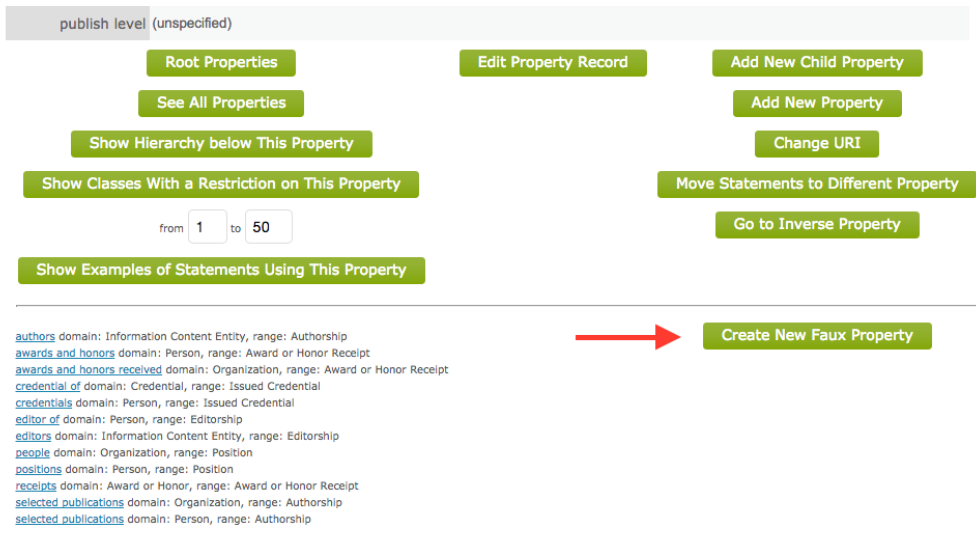 publish level (unspecified)
Root Properties Edit Property Record Add New Child Property
See All Properties Add New Property
Show Hierarchy below This Property Change URI
Show Classes With a Restriction on This Property Move Statements to Different Property
from 1 to 50 Go to Inverse Property
Show Examples of Statements Using This Property
Create New Faux Property
authors domain: Information Content Entity, range: Authorship
awards and honors domain: Person, range: Award or Honor Receipt
awards and honors received domain: Organization, range: Award or Honor Receipt
credential of domain: Credential, range: Issued Credential
credentials domain: Person, range: Issued Credential
editor of domain: Person, range: Editorship
editors domain: Information Content Entity, range: Editorship
people domain: Organization, range: Position
positions domain: Person, range: Position
receipts domain: Award or Honor, range: Award or Honor Receipt
selected publications domain: Organization, range: Authorship
selected publications domain: Person, range: Authorship